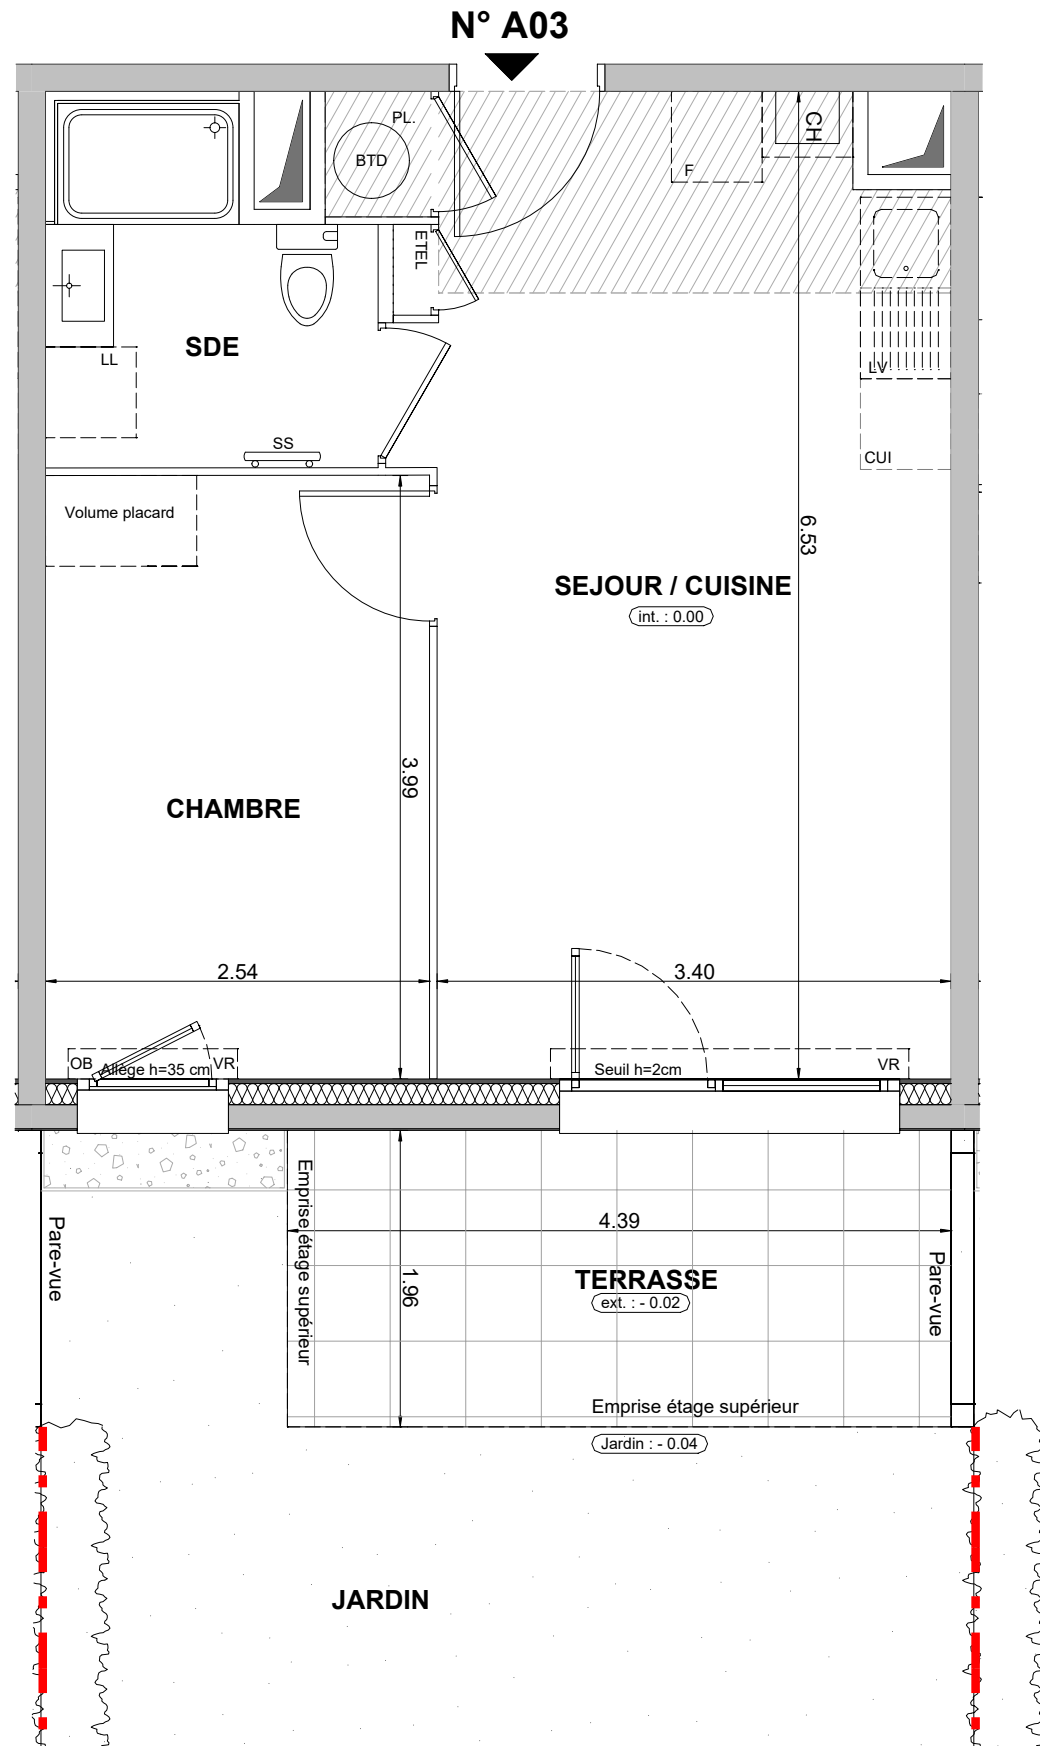 N° A03
PL.
BTD
F
CH
ETEL
SDE
LL
LV
SS
CUI
Volume placard
6.53
SEJOUR / CUISINE
int. : 0.00
3.99
CHAMBRE
2.54
3.40
OB
Allège h=35 cm
VR
Seuil h=2cm
VR
Emprise étage supérieur
Pare-vue
4.39
1.96
TERRASSE
ext. : - 0.02
Pare-vue
Emprise étage supérieur
Jardin : - 0.04
JARDIN